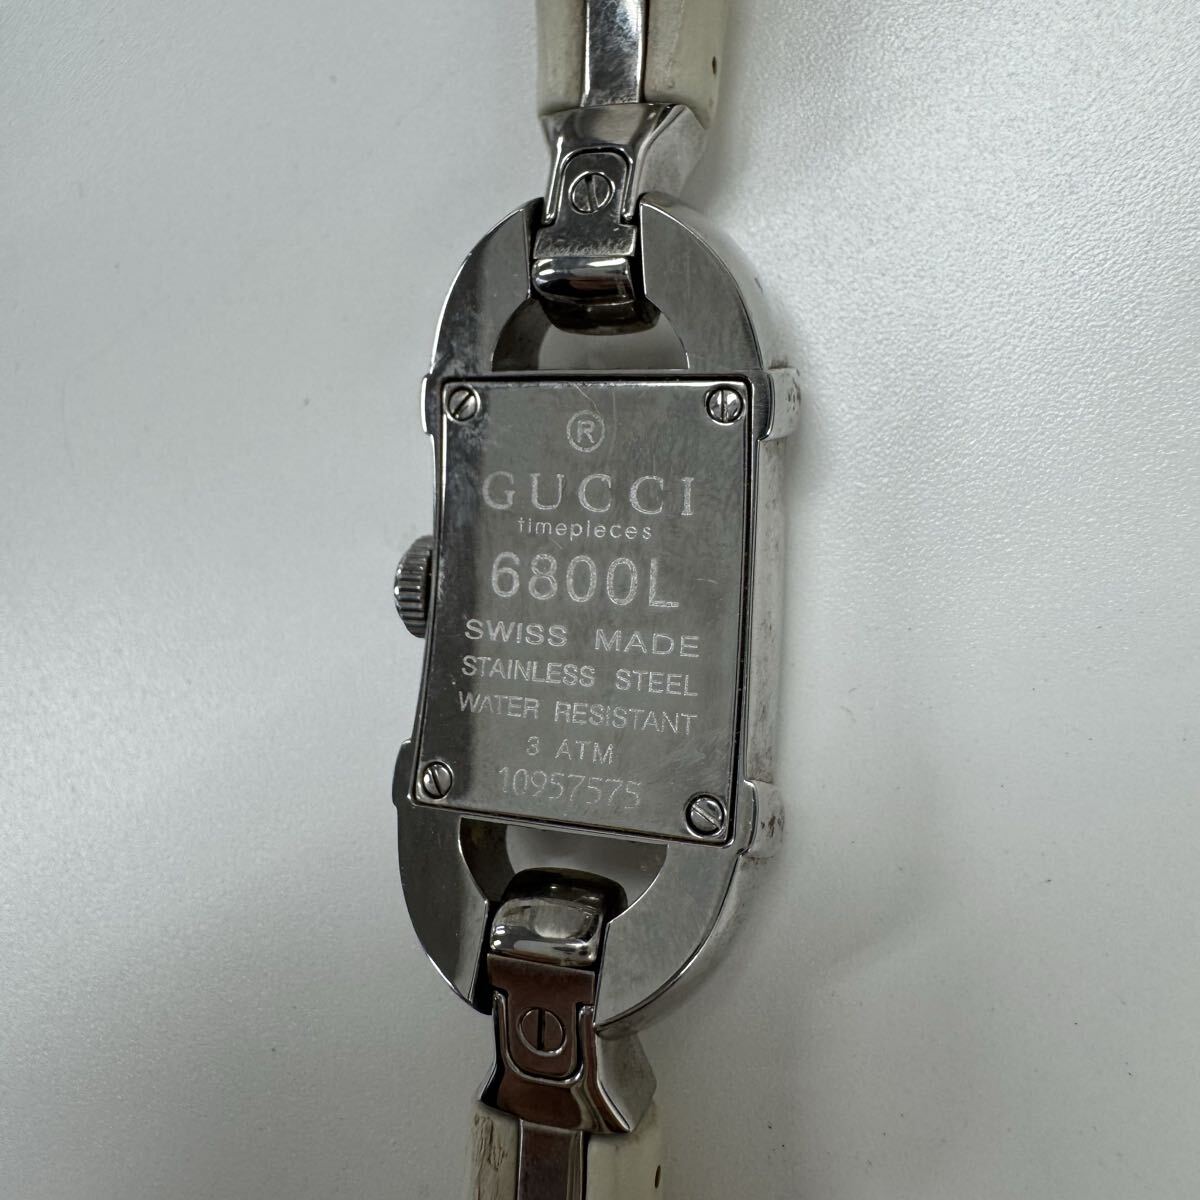 ®
GUCCI
timepieces
6800L
SWISS MADE
STAINLESS STEEL
WATER RESISTANT
3 ATM
10957575